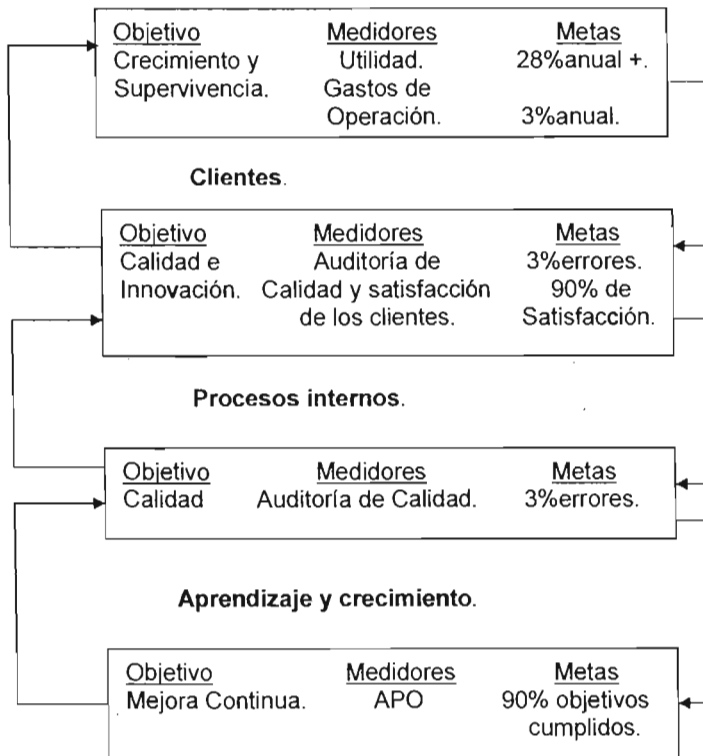 Objetivo Medidores Metas
Crecimiento y Utilidad. 28%anual +.
Supervivencia. Gastos de
Operación. 3%anual.
Clientes.
Objetivo Medidores Metas
Calidad e Auditoría de 3%errores.
Innovación. Calidad y satisfacción 90% de
de los clientes. Satisfacción.
Procesos internos.
Objetivo Medidores Metas
Calidad Auditoría de Calidad. 3%errores.
Aprendizaje y crecimiento.
Objetivo Medidores Metas
Mejora Continua. APO 90% objetivos
cumplidos.